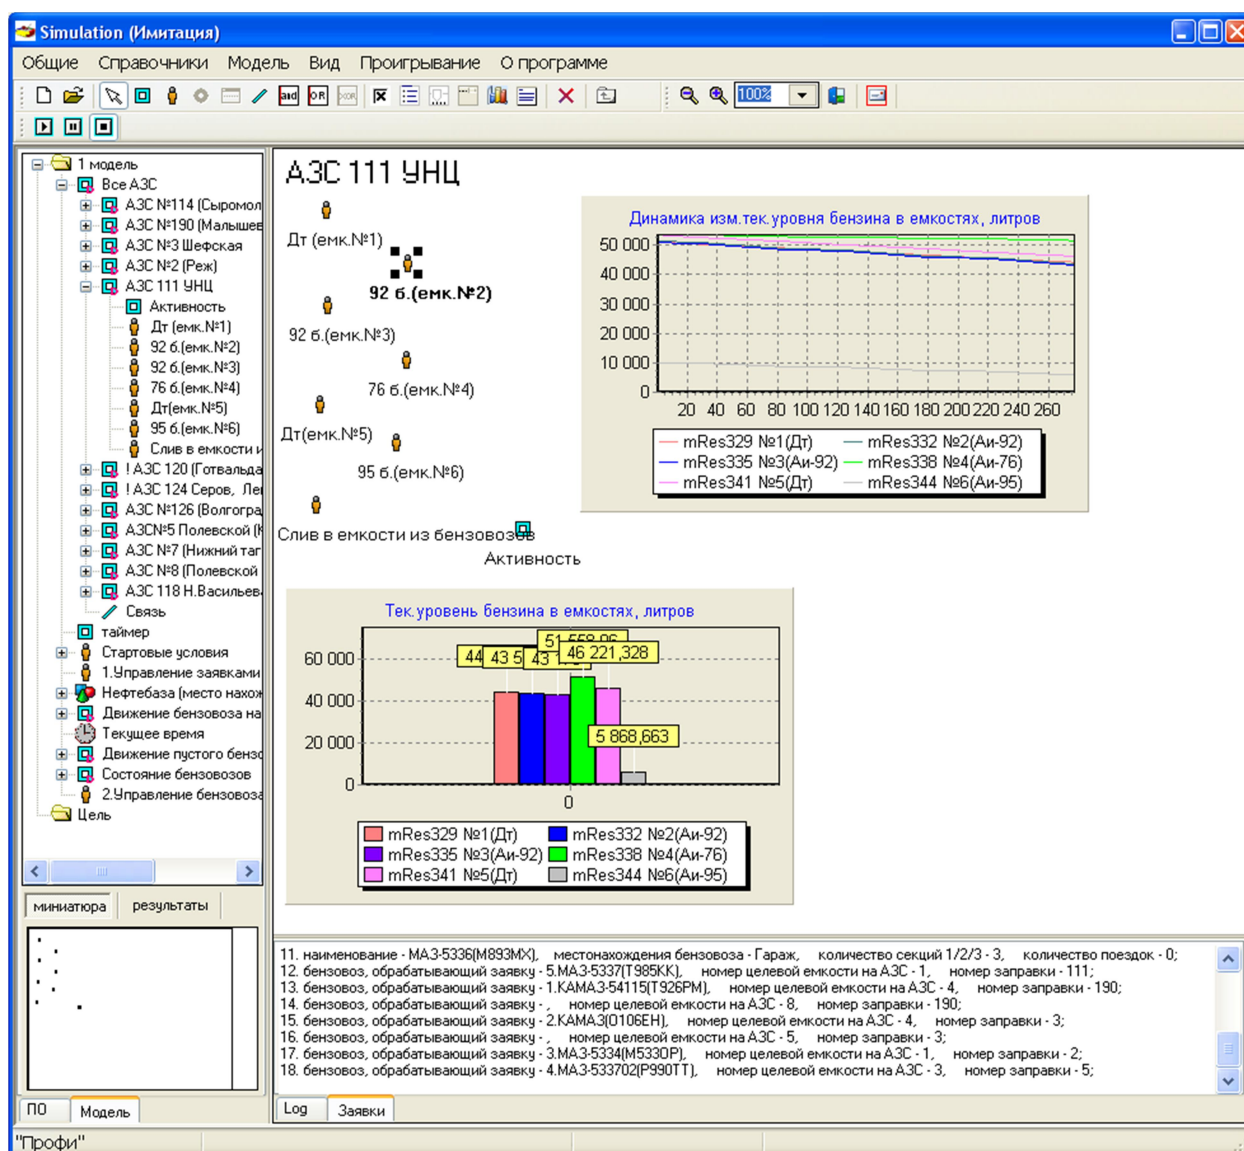 Simulation (Имитация)
Общие Справочники Модель Вид Проигрывание О программе
and OR XOR 100%
1 модель
Все АЗС
АЗС №114 (Сыромол
АЗС №190 (Малышев
АЗС №3 Шефская
АЗС №2 (Реж)
АЗС 111 УНЦ
Активность
Дт (емк.№1)
92 б.(емк.№2)
92 б.(емк.№3)
76 б.(емк.№4)
Дт(емк.№5)
95 б.(емк.№6)
Слив в емкости и
! АЗС 120 (Готвальда
! АЗС 124 Серов, Ле
АЗС №126 (Волгоград
АЗС№5 Полевской (К
АЗС №7 (Нижний таг
АЗС №8 (Полевской
АЗС 118 Н.Васильев
Связь
таймер
Стартовые условия
1.Управление заявками
Нефтебаза (место нахож
Движение бензовоза на
Текущее время
Движение пустого бензо
Состояние бензовозов
2.Управление бензовоза
Цель
миниатюра результаты
ПО Модель
АЗС 111 УНЦ
Дт (емк.№1)
92 б.(емк.№2)
92 б.(емк.№3)
76 б.(емк.№4)
Дт(емк.№5)
95 б.(емк.№6)
Слив в емкости из бензовозов
Активность
Динамика изм.тек.уровня бензина в емкостях, литров
50 000
40 000
30 000
20 000
10 000
0
20 40 60 80 100 120 140 160 180 200 220 240 260
mRes329 №1(Дт) mRes332 №2(Аи-92)
mRes335 №3(Аи-92) mRes338 №4(Аи-76)
mRes341 №5(Дт) mRes344 №6(Аи-95)
Тек.уровень бензина в емкостях, литров
60 000
40 000
20 000
0
44 43 5 43 46 221,328
5 868,663
0
mRes329 №1(Дт) mRes332 №2(Аи-92)
mRes335 №3(Аи-92) mRes338 №4(Аи-76)
mRes341 №5(Дт) mRes344 №6(Аи-95)
11. наименование - МАЗ-5336(М893МХ), местонахождения бензовоза - Гараж, количество секций 1/2/3 - 3, количество поездок - 0;
12. бензовоз, обрабатывающий заявку - 5.МАЗ-5337(Т985КК), номер целевой емкости на АЗС - 1, номер заправки - 111;
13. бензовоз, обрабатывающий заявку - 1.КАМАЗ-54115(Т926РМ), номер целевой емкости на АЗС - 4, номер заправки - 190;
14. бензовоз, обрабатывающий заявку - , номер целевой емкости на АЗС - 8, номер заправки - 190;
15. бензовоз, обрабатывающий заявку - 2.КАМАЗ(О106ЕН), номер целевой емкости на АЗС - 4, номер заправки - 3;
16. бензовоз, обрабатывающий заявку - , номер целевой емкости на АЗС - 5, номер заправки - 3;
17. бензовоз, обрабатывающий заявку - 3.МАЗ-5334(М533ОР), номер целевой емкости на АЗС - 1, номер заправки - 2;
18. бензовоз, обрабатывающий заявку - 4.МАЗ-533702(Р990ТТ), номер целевой емкости на АЗС - 3, номер заправки - 5;
Log Заявки
"Профи"